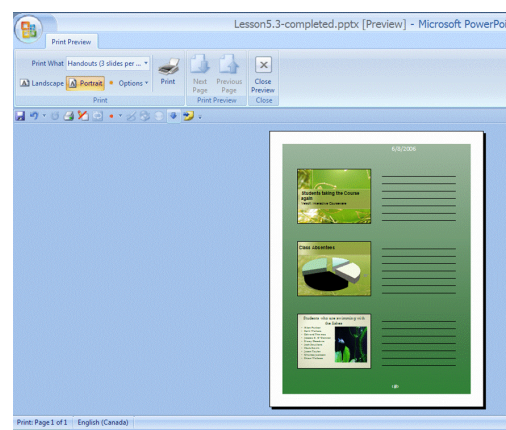 Lesson5.3-completed.pptx [Preview] - Microsoft PowerPoi
Print Preview
Print What: Handouts (3 slides per ...
Landscape Portrait Options
Print
Next Page
Previous Page
Close Preview
Print
Print Preview
Close
6/8/2008
Students taking the Course
again
Class Absentees
Students who are swimming with
the fishes
Print: Page 1 of 1 English (Canada)